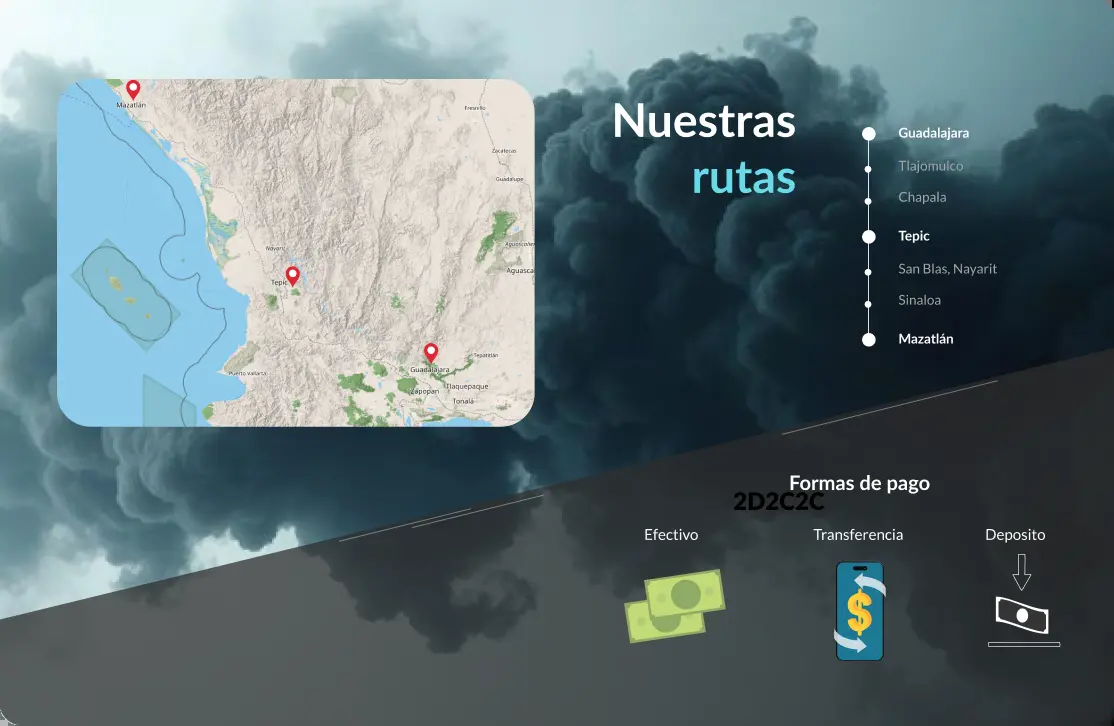 Mazatlán
Fresnillo
Zacatecas
Guadalupe
Nayarit
Aguascalien
Aguasca
Tepic
Puerto Vallarta
Guadalajara
Tepatitlán
Zapopan
Tlaquepaque
Tonalá
Nuestras
rutas
Guadalajara
Tlajomulco
Chapala
Tepic
San Blas, Nayarit
Sinaloa
Mazatlán
Formas de pago
2D2C2C
Efectivo
Transferencia
Deposito